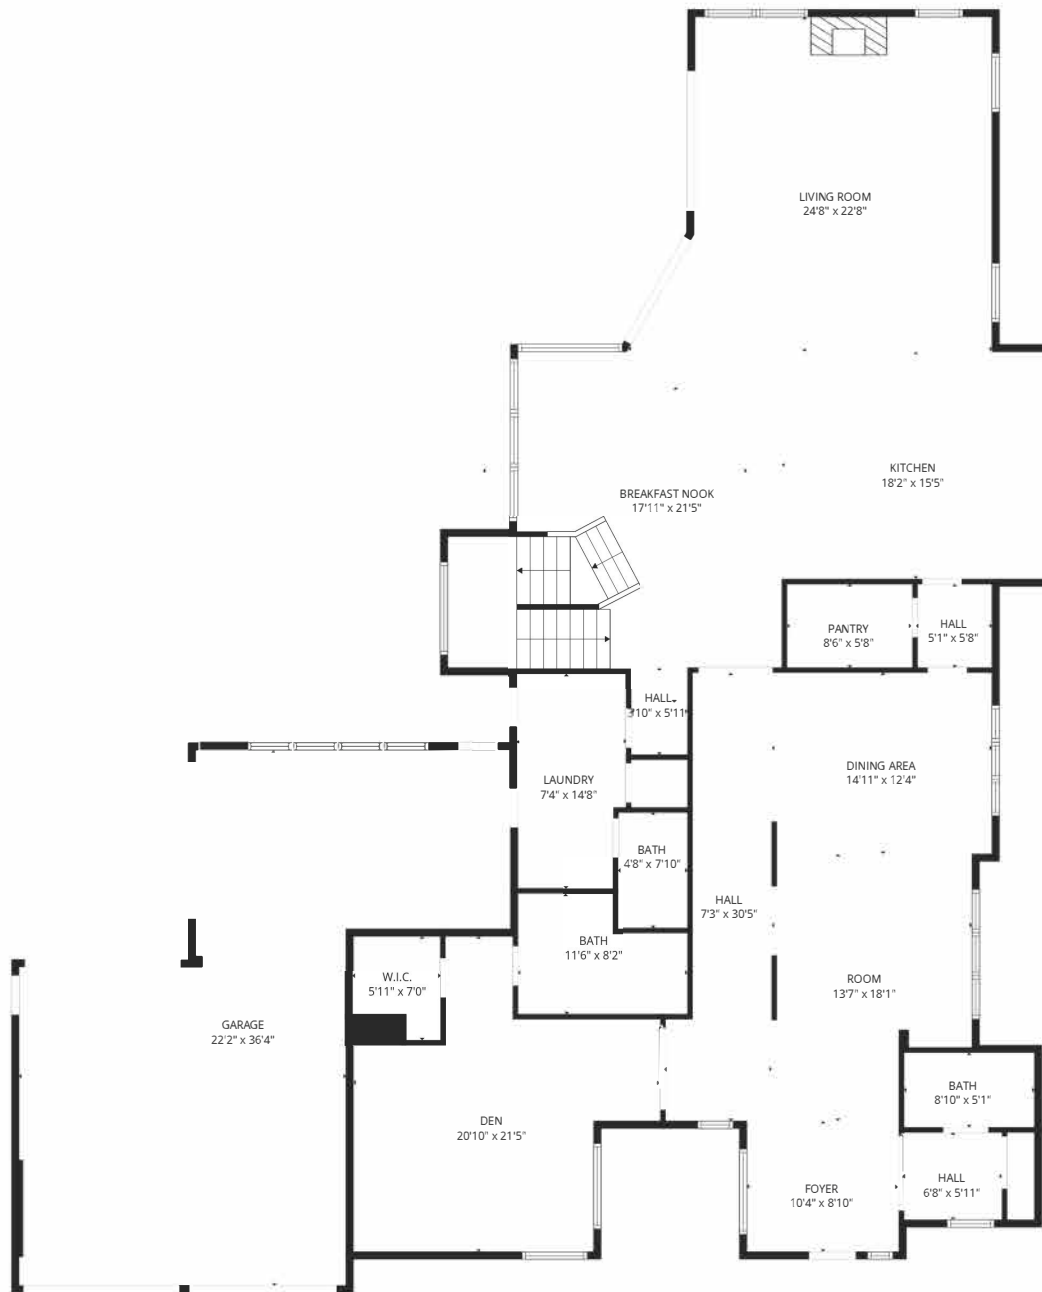 LIVING ROOM
24'8" x 22'8"
KITCHEN
18'2" x 15'5"
BREAKFAST NOOK
17'11" x 21'5"
PANTRY
8'6" x 5'8"
HALL
5'1" x 5'8"
HALL
3'10" x 5'11"
DINING AREA
14'11" x 12'4"
LAUNDRY
7'4" x 14'8"
BATH
4'8" x 7'10"
HALL
7'3" x 30'5"
BATH
11'6" x 8'2"
W.I.C.
5'11" x 7'0"
ROOM
13'7" x 18'1"
GARAGE
22'2" x 36'4"
BATH
8'10" x 5'1"
DEN
20'10" x 21'5"
HALL
6'8" x 5'11"
FOYER
10'4" x 8'10"